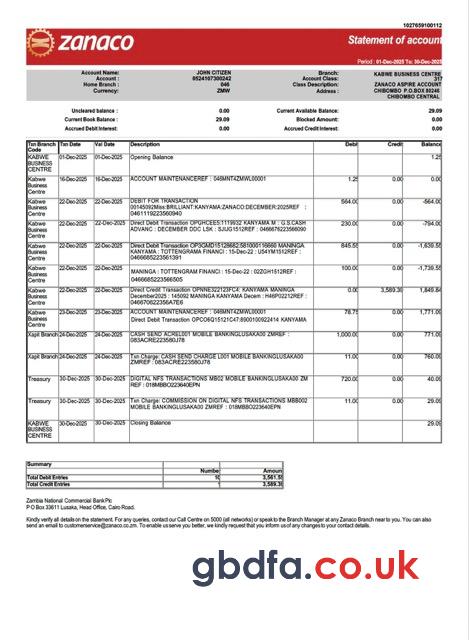 1027659100112
zanaco
Statement of account
Period : 01-Dec-2025 To: 30-Dec-2025
Account Name: JOHN CITIZEN Branch: KABWE BUSINESS CENTRE
Account : 0524107300242 Account Class: 317
Home Branch : 046 Class Description: ZANACO ASPIRE ACCOUNT
Currency: ZMW Address : CHIBOMBO P.O.BOX 80246
CHIBOMBO CENTRAL
Uncleared balance : 0.00 Current Available Balance: 29.09
Current Book Balance : 29.09 Blocked Amount: 0.00
Accrued Debit Interest: 0.00 Accrued Credit Interest: 0.00
Txn Branch Code Txn Date Val Date Description Debit Credit Balance
KABWE BUSINESS CENTRE 01-Dec-2025 01-Dec-2025 Opening Balance 1.25
Kabwe Business Centre 16-Dec-2025 16-Dec-2025 ACCOUNT MAINTENANCEREF : 046MNT4ZMWL00001 1.25 0.00 0.00
Kabwe Business Centre 22-Dec-2025 22-Dec-2025 DEBIT FOR TRANSACTION
00145092Miss:BRILLIANT:KANYAMA:ZANACO:DECEMBER:2025REF :
0461119223560940 564.00 0.00 -564.00
Kabwe Business Centre 22-Dec-2025 22-Dec-2025 Direct Debit Transaction OPGHCEE5:1119932 KANYAMA M : G.S.CASH
ADVANC : DECEMBER DDC LSK : SJUG1512REF : 0466676223566090 230.00 0.00 -794.00
Kabwe Business Centre 22-Dec-2025 22-Dec-2025 Direct Debit Transaction OP3GMD15128662:581000119660 MANINGA
KANYAMA : TOTTENGRAMA FINANCI : 15-Dec-22 : U54YM1512REF :
0466685223561391 845.55 0.00 -1,639.55
Kabwe Business Centre 22-Dec-2025 22-Dec-2025 MANINGA : TOTTENGRAM FINANCI : 15-Dec-22 : 02ZGH1512REF :
0466685223566505 100.00 0.00 -1,739.55
Kabwe Business Centre 22-Dec-2025 22-Dec-2025 Direct Credit Transaction OPNNE322123FC4: KANYAMA MANINGA
December2025 : 145092 MANINGA KANYAMA Decem : HI46P02212REF :
046670622356A7E6 0.00 3,589.39 1,849.84
Kabwe Business Centre 23-Dec-2025 23-Dec-2025 ACCOUNT MAINTENANCEREF : 046MNT4ZMWL00001
Direct Debit Transaction OPCO6Q15121C47:8900100922414 KANYAMA 78.75 0.00 1,771.09
Xapit Branch 24-Dec-2025 24-Dec-2025 CASH SEND ACREL001 MOBILE BANKINGLUSAKA00 ZMREF :
083ACRE223580J78 1,000.00 0.00 771.09
Xapit Branch 24-Dec-2025 24-Dec-2025 Txn Charge: CASH SEND CHARGE L001 MOBILE BANKINGLUSAKA00
ZMREF : 083ACRE223580J78 11.00 0.00 760.09
Treasury 30-Dec-2025 30-Dec-2025 DIGITAL NFS TRANSACTIONS MB02 MOBILE BANKINGLUSAKA00 ZM
REF : 018MBBO223640EPN 720.00 0.00 40.09
Treasury 30-Dec-2025 30-Dec-2025 Txn Charge: COMMISSION ON DIGITAL NFS TRANSACTIONS MBB002
MOBILE BANKINGLUSAKA00 ZMREF : 018MBBO223640EPN 11.00 0.00 29.09
KABWE BUSINESS CENTRE 30-Dec-2025 30-Dec-2025 Closing Balance 29.09
Summary
Number Amount
Total Debit Entries 10 3,561.55
Total Credit Entries 1 3,589.39
Zambia National Commercial Bank Plc
P O Box 33611 Lusaka, Head Office, Cairo Road.
Kindly verify all details on the statement. For any queries, contact our Call Centre on 5000 (all networks) or speak to the Branch Manager at any Zanaco Branch near to you. You can also
send an email to customerservice@zanaco.co.zm. To enable us serve you better, we kindly request that you inform us of any changes to your contact details.
gbdfa.co.uk